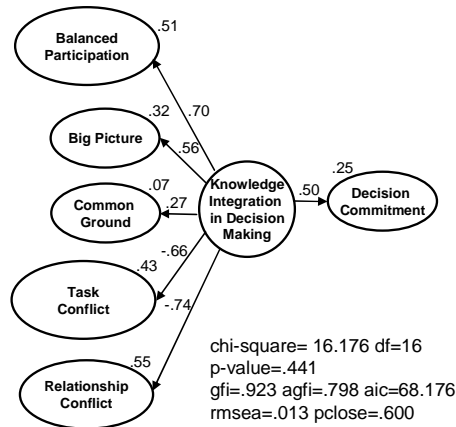 .51
Balanced
Participation
.70
.32
Big Picture
.56
.07
Common
Ground
.27
Knowledge
Integration
in Decision
Making
.50
.25
Decision
Commitment
-.66
.43
Task
Conflict
-.74
.55
Relationship
Conflict
chi-square= 16.176 df=16
p-value=.441
gfi=.923 agfi=.798 aic=68.176
rmsea=.013 pclose=.600